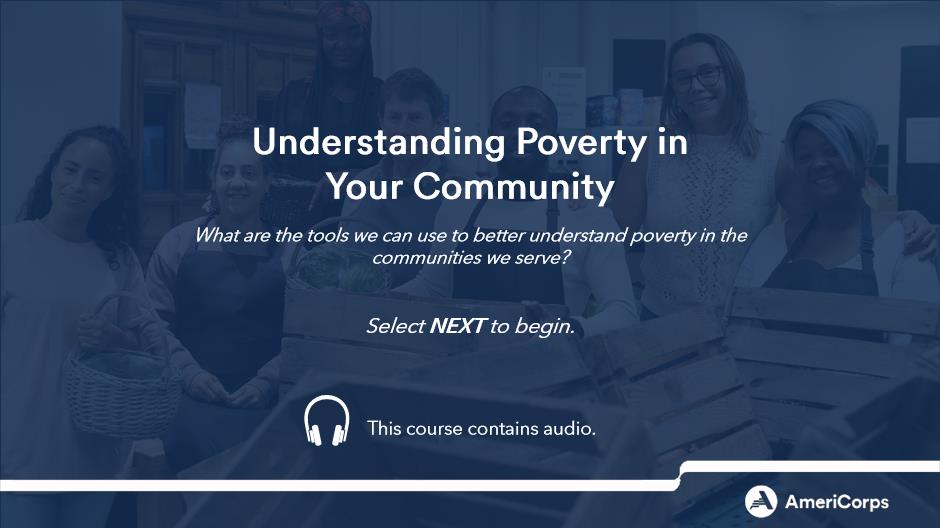 Understanding Poverty in
Your Community
What are the tools we can use to better understand poverty in the
communities we serve?
Select NEXT to begin.
This course contains audio.
AmeriCorps